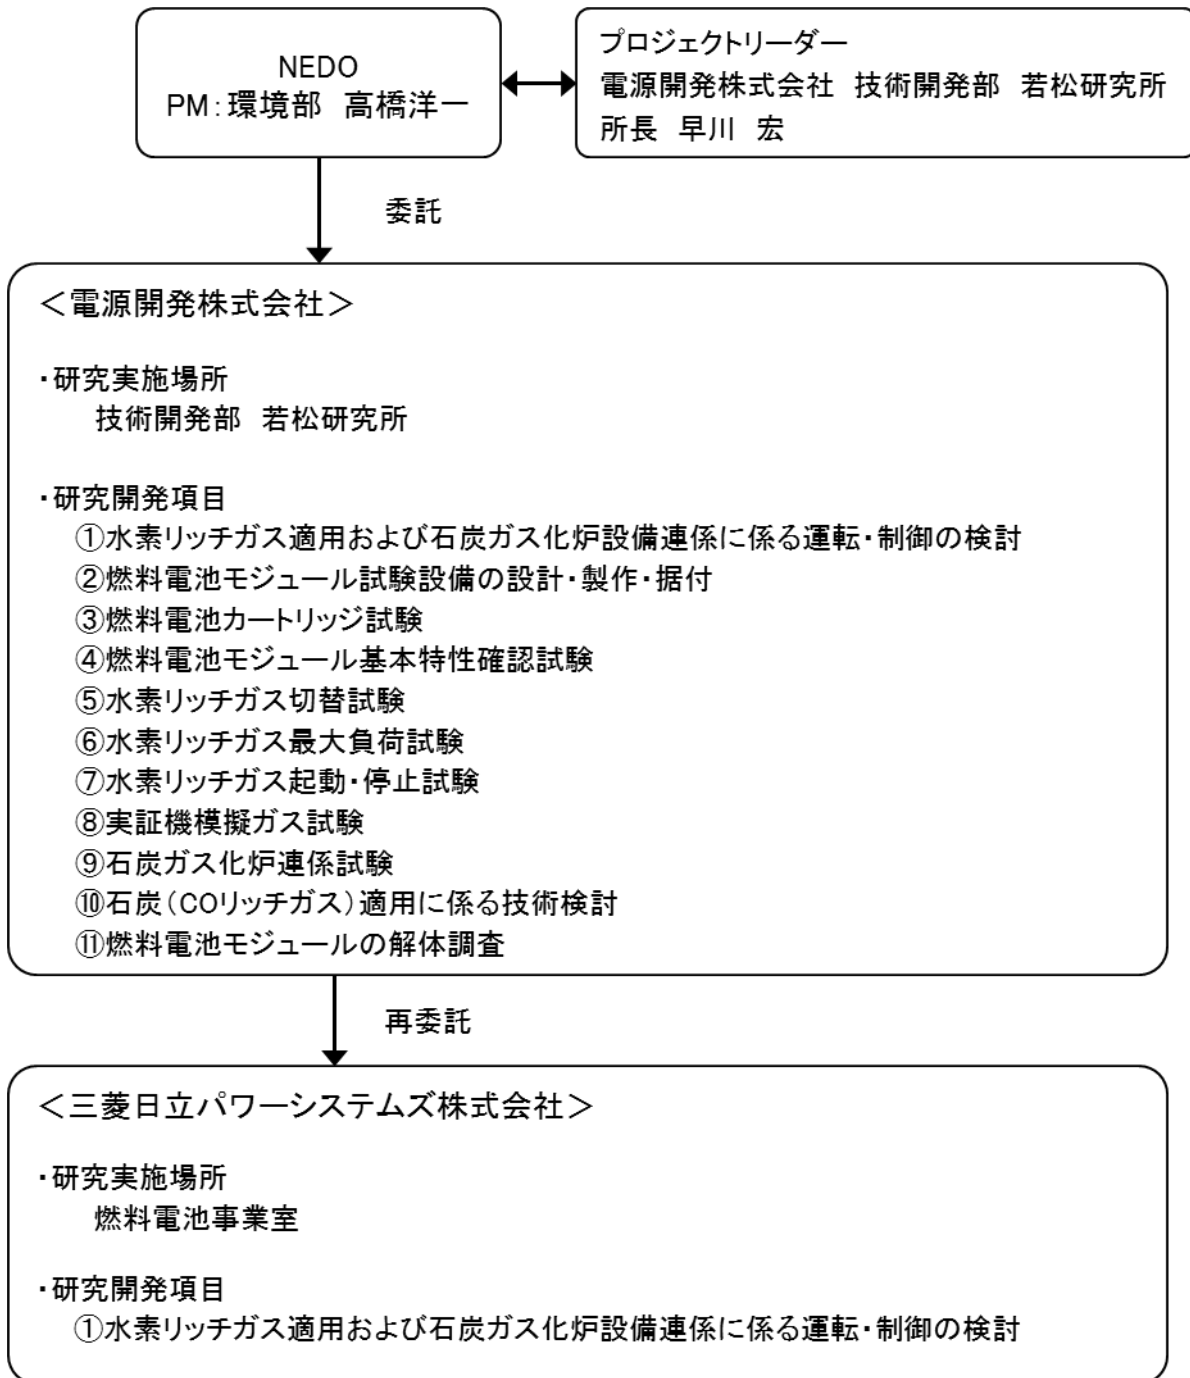 NEDO
PM：環境部　高橋洋一
プロジェクトリーダー
電源開発株式会社　技術開発部　若松研究所
所長　早川　宏
委託
＜電源開発株式会社＞
・研究実施場所
技術開発部　若松研究所
・研究開発項目
①水素リッチガス適用および石炭ガス化炉設備連係に係る運転・制御の検討
②燃料電池モジュール試験設備の設計・製作・据付
③燃料電池カートリッジ試験
④燃料電池モジュール基本特性確認試験
⑤水素リッチガス切替試験
⑥水素リッチガス最大負荷試験
⑦水素リッチガス起動・停止試験
⑧実証機模擬ガス試験
⑨石炭ガス化炉連係試験
⑩石炭（COリッチガス）適用に係る技術検討
⑪燃料電池モジュールの解体調査
再委託
＜三菱日立パワーシステムズ株式会社＞
・研究実施場所
燃料電池事業室
・研究開発項目
①水素リッチガス適用および石炭ガス化炉設備連係に係る運転・制御の検討